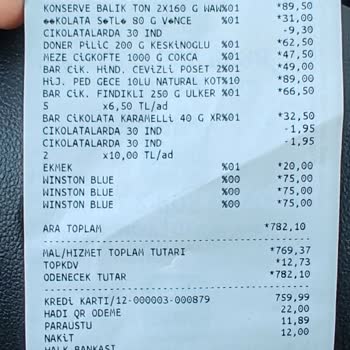 KONSERVE BALIK TON 2X160 G %01 *89,50
ÇOKOLATA SÜTLÜ 80 G %01 *31,00
CIKOLATALARDA 30 IND -9,30
DONER PILIC 200 G KESKINOGLU %01 *62,50
MEZE CIGKOFTE 1000 G COKCA %01 *47,50
BAR CIK. HIND. CEVIZLI POSET 2%01 *49,00
HIJ. PED GECE 10LU NATURAL KOT%10 *89,00
BAR CIK. FINDIKLI 250 G ULKER %01 *66,50
5 x6,50 TL/ad
BAR CIKOLATA KARAMELLI 40 G XR%01 *32,50
CIKOLATALARDA 30 IND -1,95
CIKOLATALARDA 30 IND -1,95
2 x10,00 TL/ad
EKMEK %01 *20,00
WINSTON BLUE %00 *75,00
WINSTON BLUE %00 *75,00
WINSTON BLUE %00 *75,00
ARA TOPLAM *782,10
MAL/HIZMET TOPLAM TUTARI *769,37
TOPKDV *12,73
ODENECEK TUTAR *782,10
KREDI KARTI/12-000003-000879 759,99
HADI QR ODEME 22,00
PARAUSTU 11,89
NAKIT 12,00
HALK BANKASI